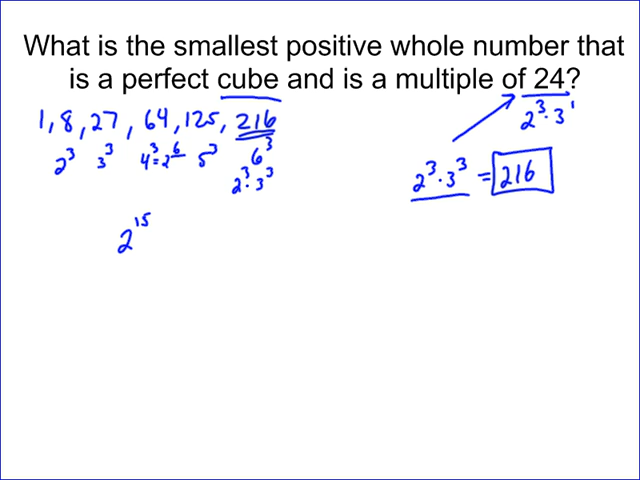 What is the smallest positive whole number that
is a perfect cube and is a multiple of 24?
1, 8, 27, 64, 125, 216
2³ 3³ 4³=2⁶ 5³ 6³
2³·3³
2³·3¹
2³·3³ = 216
2¹⁵